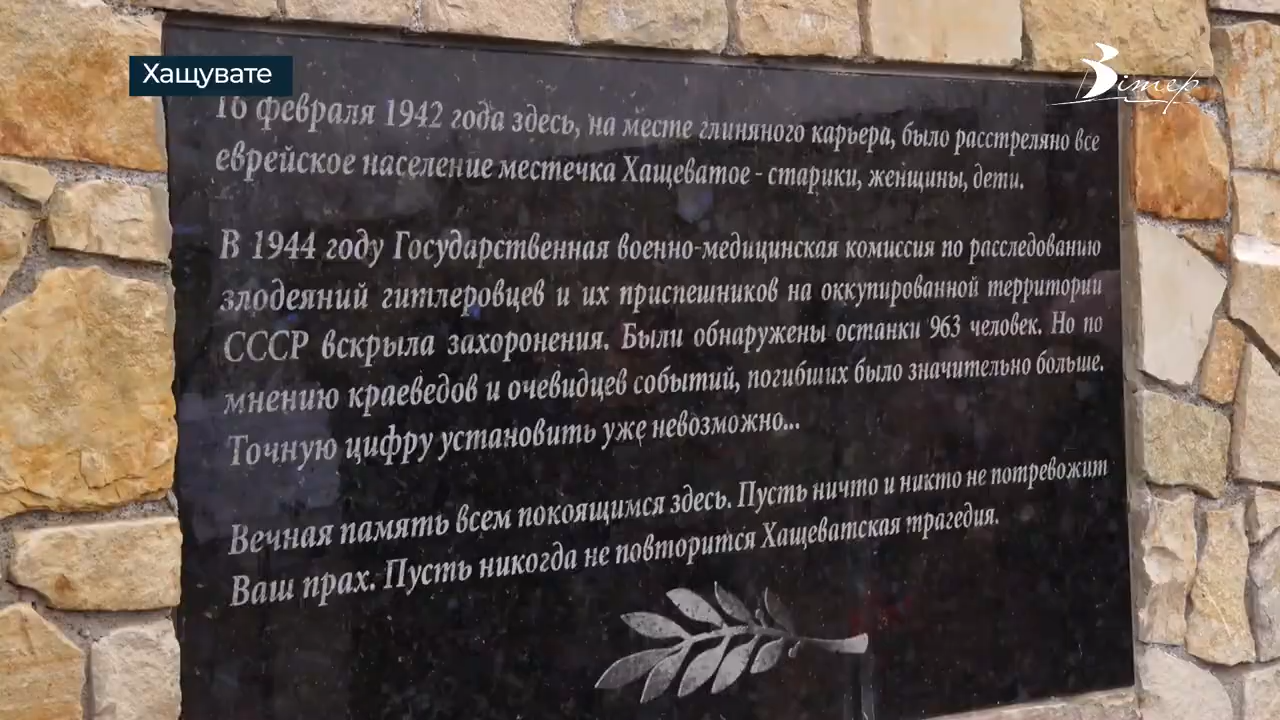 Хащувате
Вітер
16 февраля 1942 года здесь, на месте глиняного карьера, было расстреляно все
еврейское население местечка Хащеватое - старики, женщины, дети.
В 1944 году Государственная военно-медицинская комиссия по расследованию
злодеяний гитлеровцев и их приспешников на оккупированной территории
СССР вскрыла захоронения. Были обнаружены останки 963 человек. Но по
мнению краеведов и очевидцев событий, погибших было значительно больше.
Точную цифру установить уже невозможно...
Вечная память всем покоящимся здесь. Пусть ничто и никто не потревожит
Ваш прах. Пусть никогда не повторится Хащеватская трагедия.